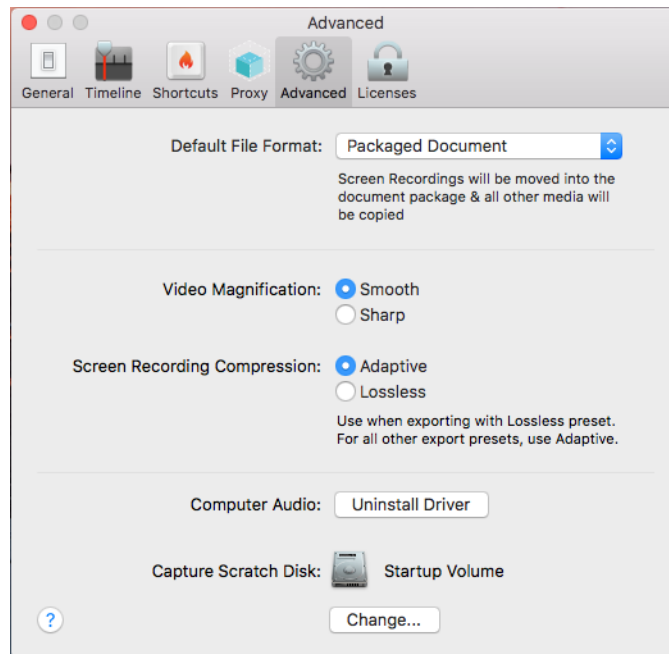 Advanced
General Timeline Shortcuts Proxy Advanced Licenses
Default File Format: Packaged Document
Screen Recordings will be moved into the
document package & all other media will
be copied
Video Magnification: Smooth
Sharp
Screen Recording Compression: Adaptive
Lossless
Use when exporting with Lossless preset.
For all other export presets, use Adaptive.
Computer Audio: Uninstall Driver
Capture Scratch Disk: Startup Volume
? Change...